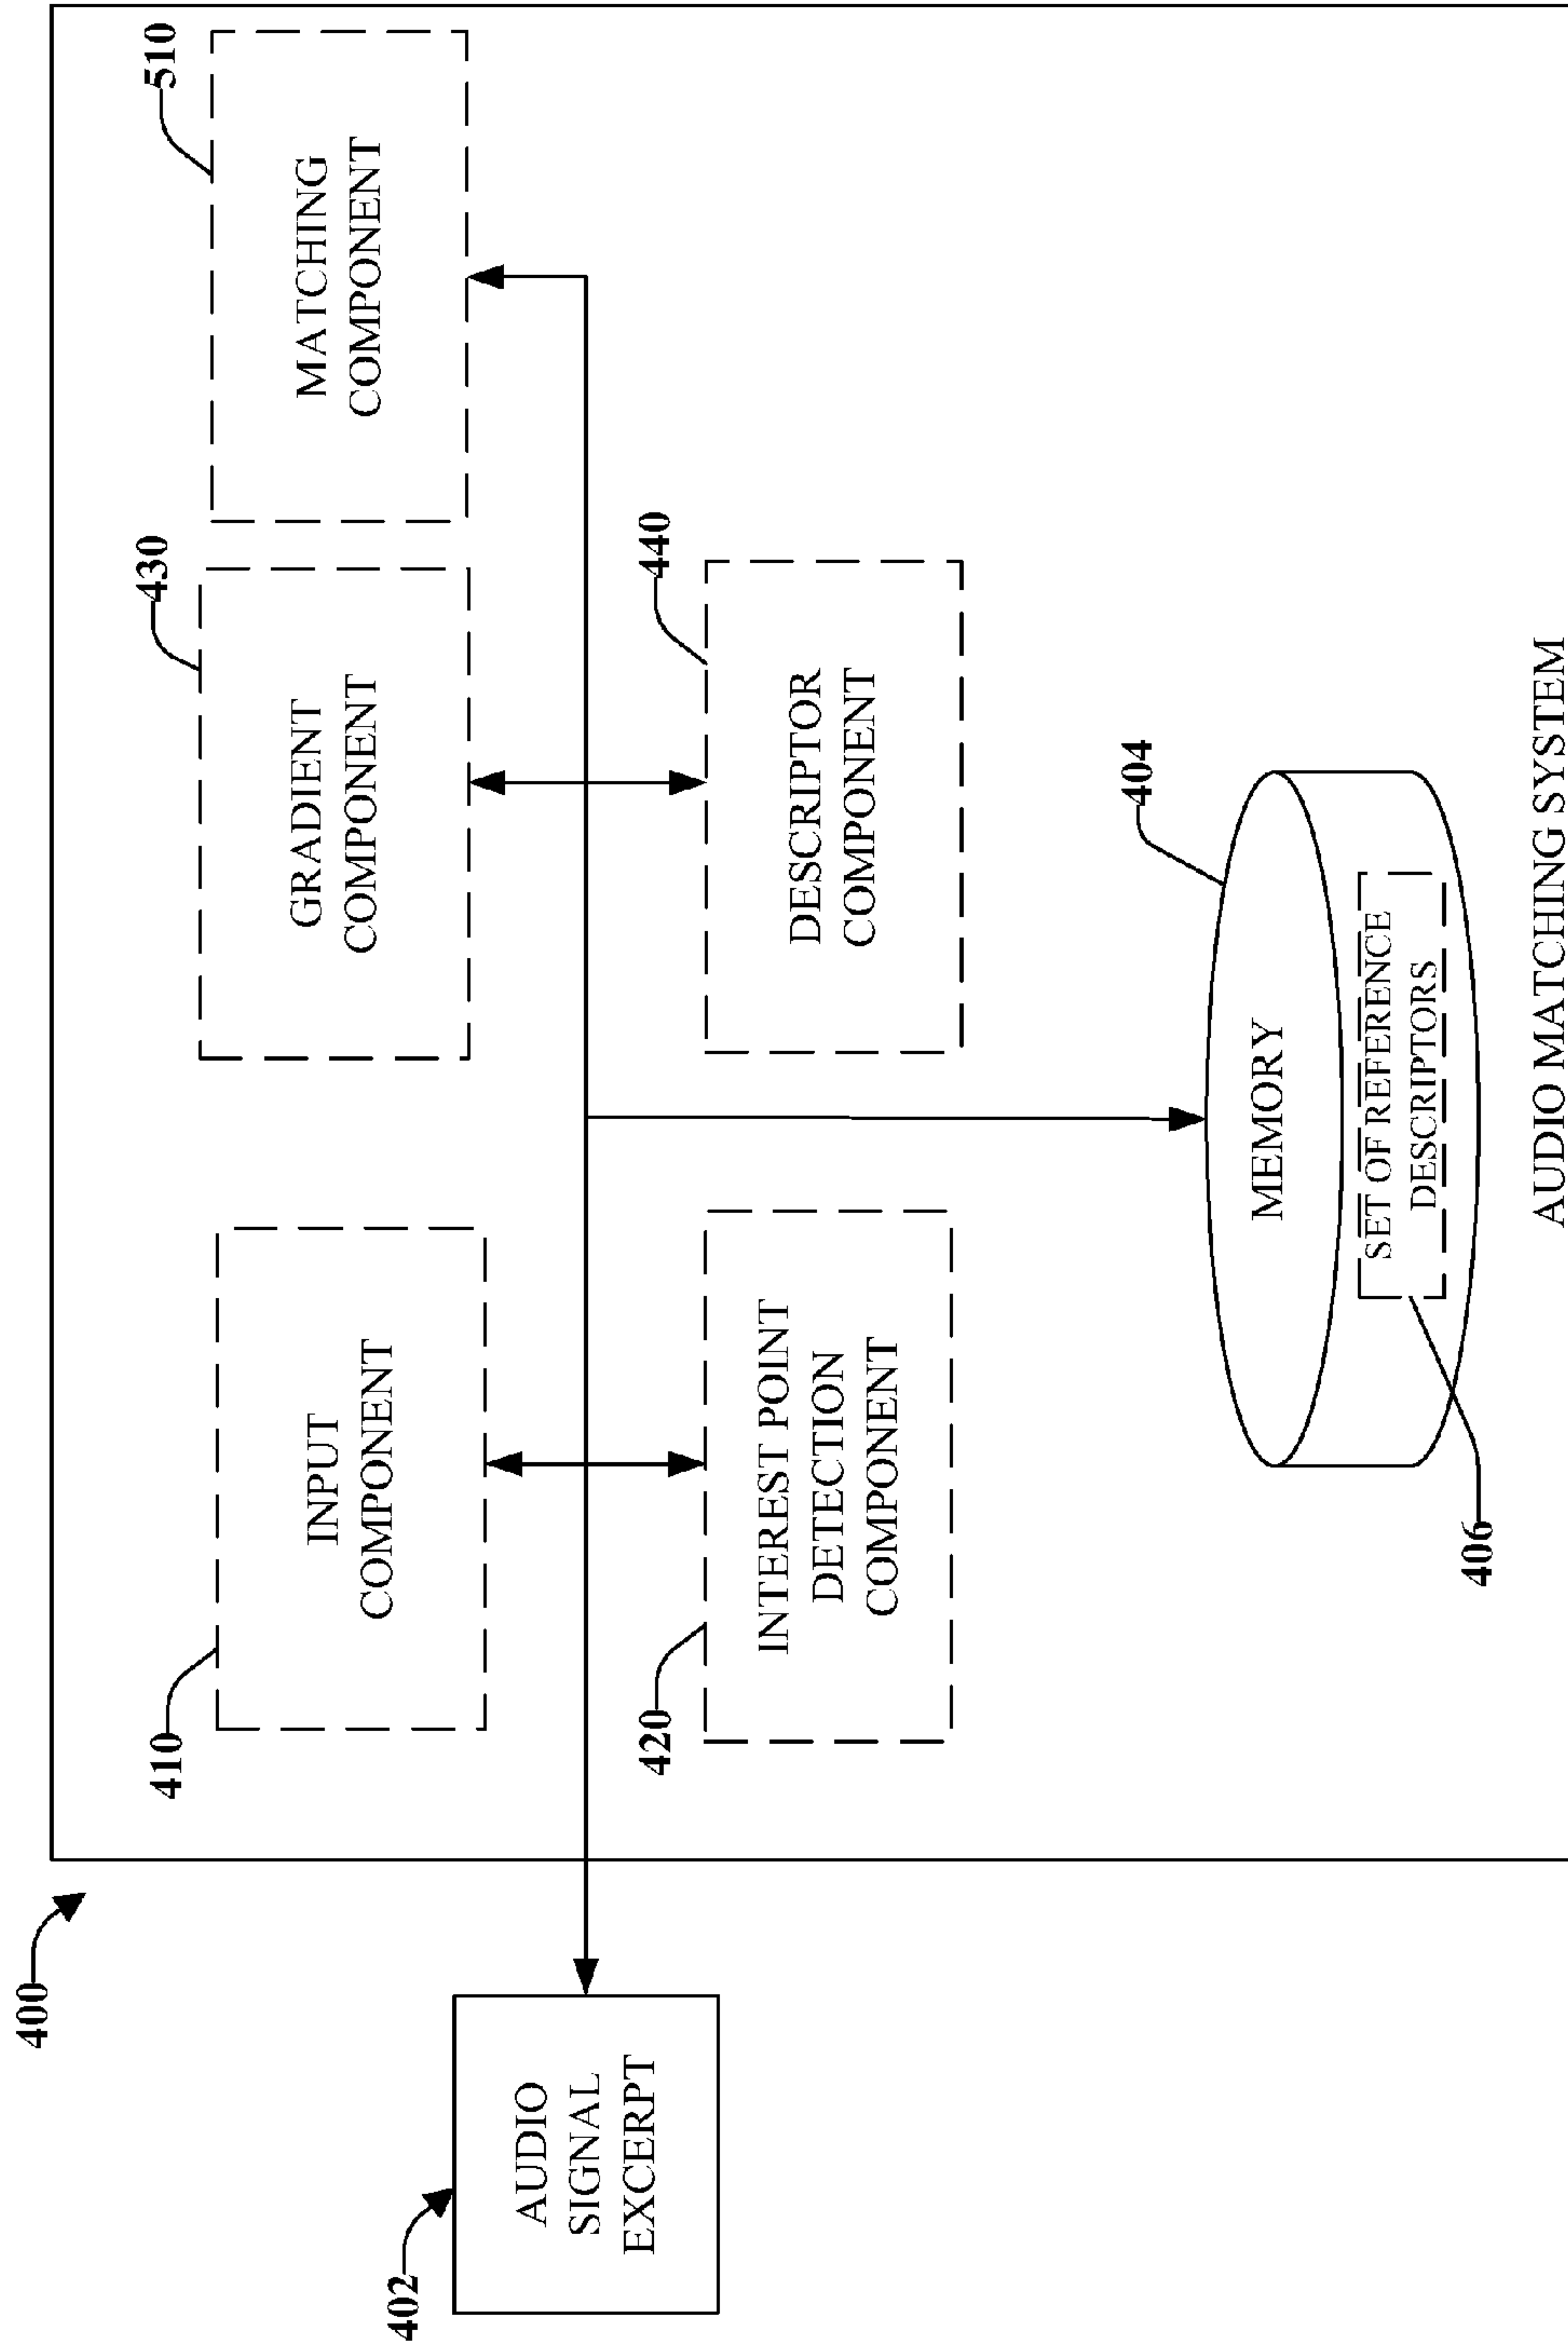 400
402
AUDIO
SIGNAL
EXCERPT
410
INPUT
COMPONENT
430
GRADIENT
COMPONENT
510
MATCHING
COMPONENT
420
INTEREST POINT
DETECTION
COMPONENT
440
DESCRIPTOR
COMPONENT
404
MEMORY
SET OF REFERENCE
DESCRIPTORS
406
AUDIO MATCHING SYSTEM